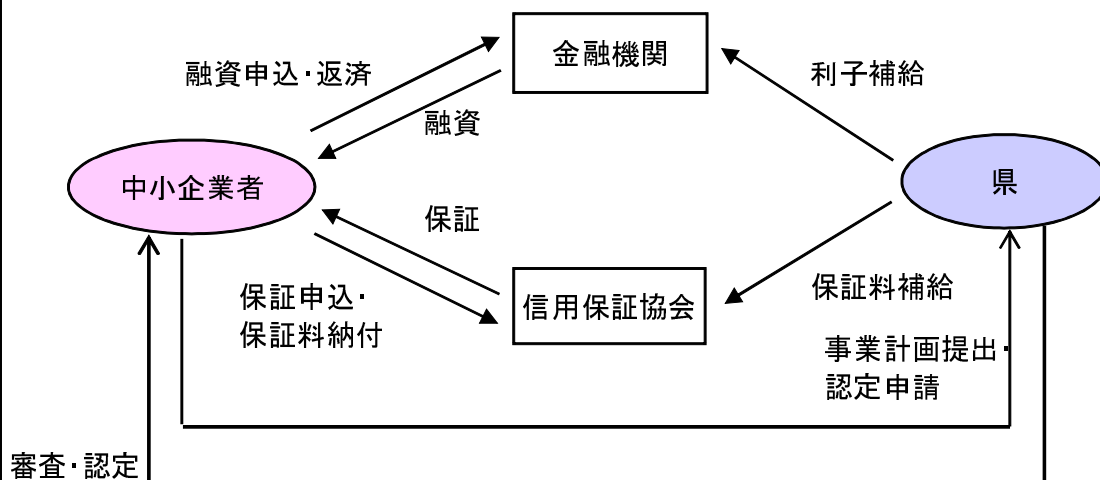 金融機関
融資申込・返済
利子補給
融資
県
中小企業者
保証
保証申込・
保証料納付
信用保証協会
保証料補給
事業計画提出・
認定申請
審査・認定